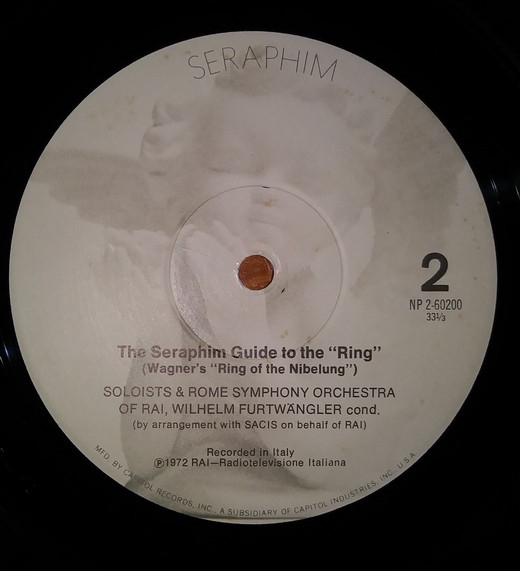 SERAPHIM
2
NP 2-60200
33⅓
The Seraphim Guide to the "Ring"
(Wagner's "Ring of the Nibelung")
SOLOISTS & ROME SYMPHONY ORCHESTRA
OF RAI, WILHELM FURTWÄNGLER cond.
(by arrangement with SACIS on behalf of RAI)
Recorded in Italy
Ⓟ1972 RAI—Radiotelevisione Italiana
MFD. BY CAPITOL RECORDS, INC., A SUBSIDIARY OF CAPITOL INDUSTRIES, INC., U.S.A.